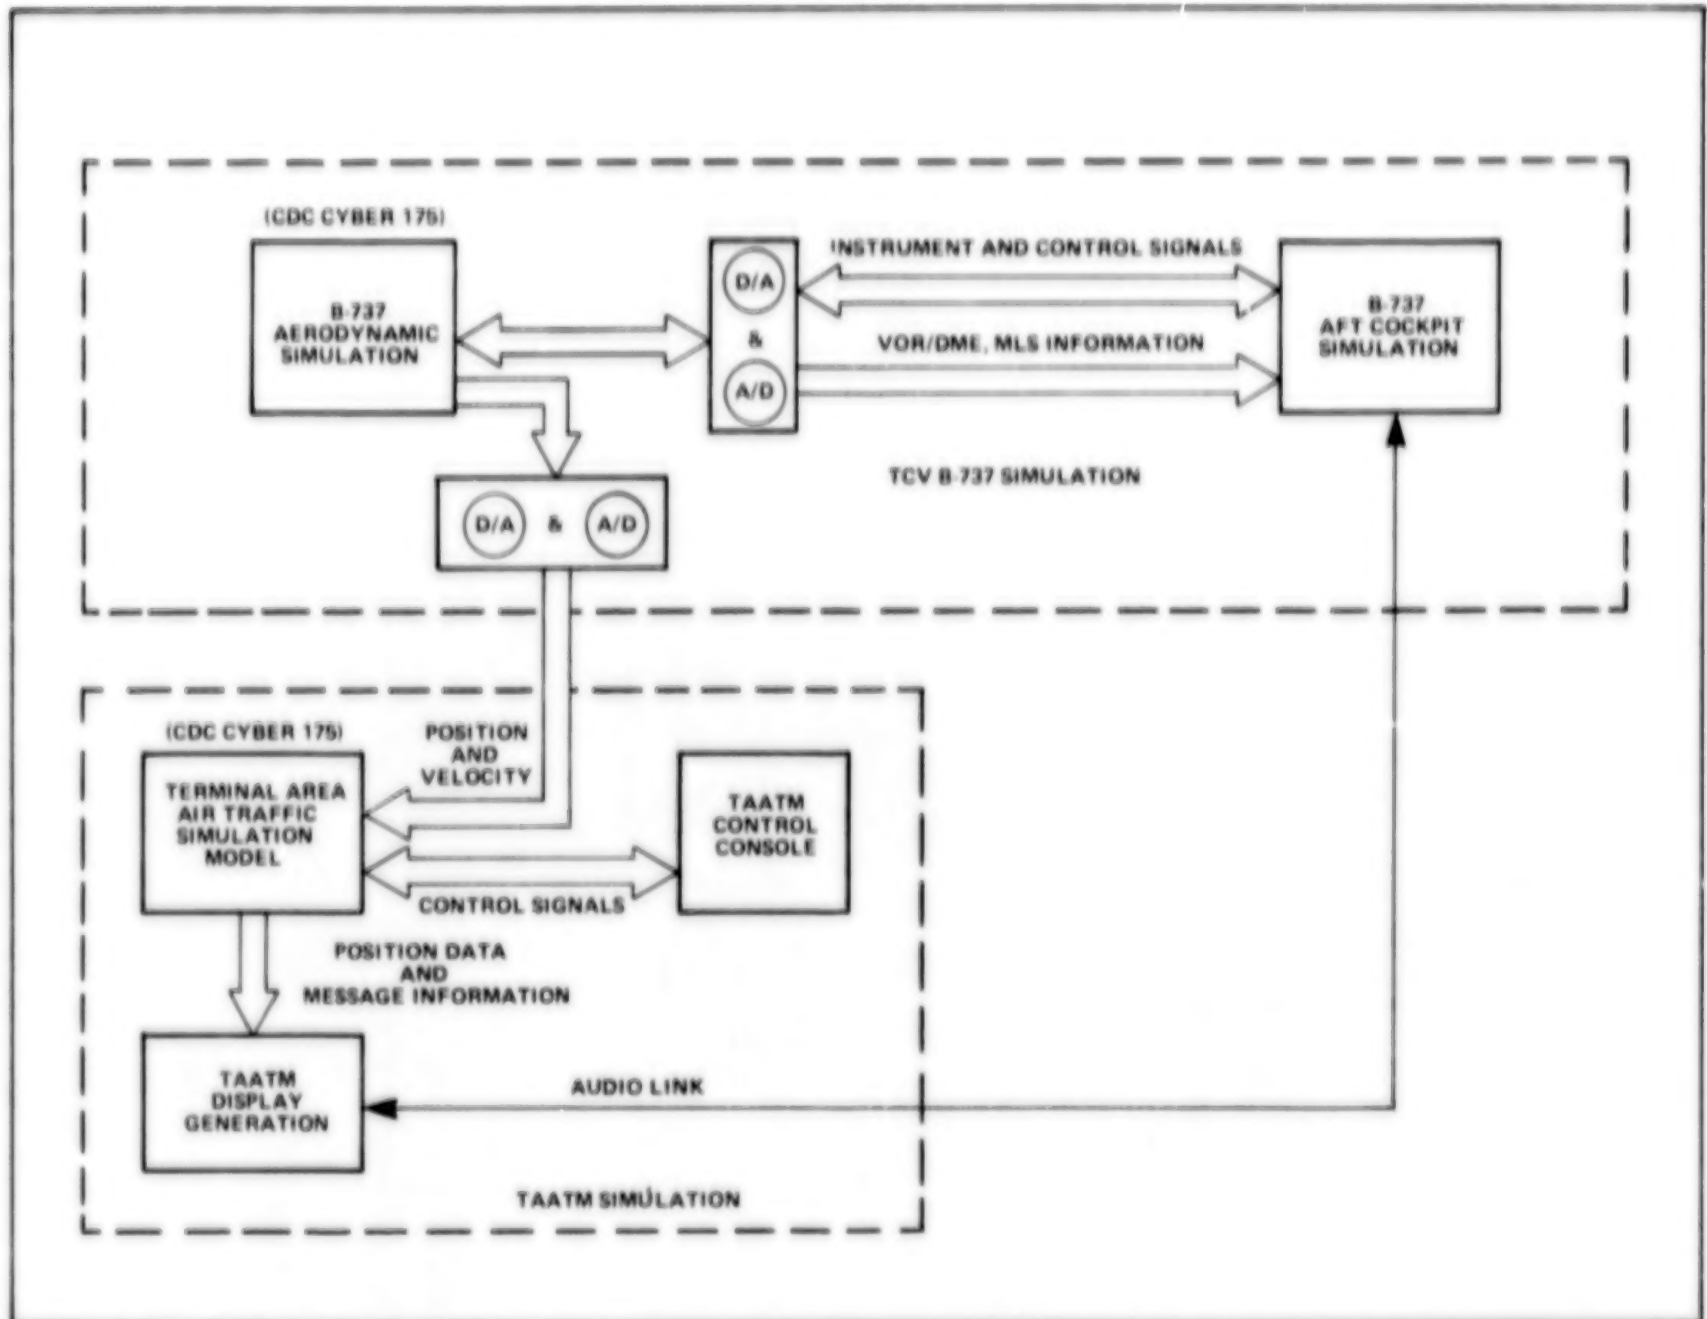 (CDC CYBER 175)
B-737
AERODYNAMIC
SIMULATION
D/A
&
A/D
INSTRUMENT AND CONTROL SIGNALS
VOR/DME, MLS INFORMATION
B-737
AFT COCKPIT
SIMULATION
TCV B-737 SIMULATION
D/A & A/D
(CDC CYBER 175)
TERMINAL AREA
AIR TRAFFIC
SIMULATION
MODEL
POSITION
AND
VELOCITY
TAATM
CONTROL
CONSOLE
CONTROL SIGNALS
POSITION DATA
AND
MESSAGE INFORMATION
TAATM
DISPLAY
GENERATION
AUDIO LINK
TAATM SIMULATION